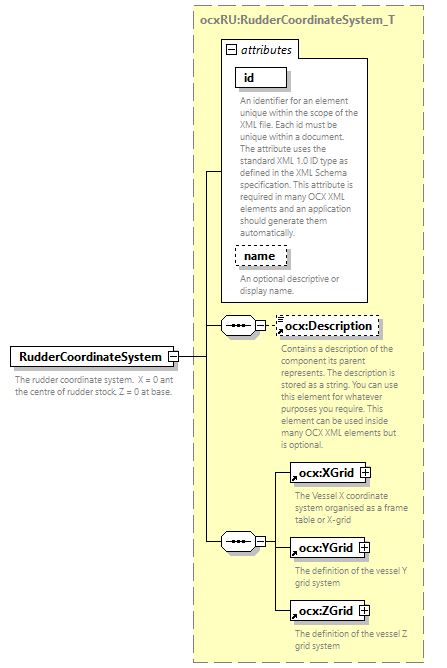 ocxRU:RudderCoordinateSystem_T
attributes
id
An identifier for an element
unique within the scope of the
XML file. Each id must be
unique within a document.
The attribute uses the
standard XML 1.0 ID type as
defined in the XML Schema
specification. This attribute is
required in many OCX XML
elements and an application
should generate them
automatically.
name
An optional descriptive or
display name.
RudderCoordinateSystem
The rudder coordinate system.  X = 0 ant
the centre of rudder stock. Z = 0 at base.
ocx:Description
Contains a description of the
component its parent
represents. The description is
stored as a string. You can use
this element for whatever
purposes you require. This
element can be used inside
many OCX XML elements but
is optional.
ocx:XGrid
The Vessel X coordinate
system organised as a frame
table or X-grid
ocx:YGrid
The definition of the vessel Y
grid system
ocx:ZGrid
The definition of the vessel Z
grid system